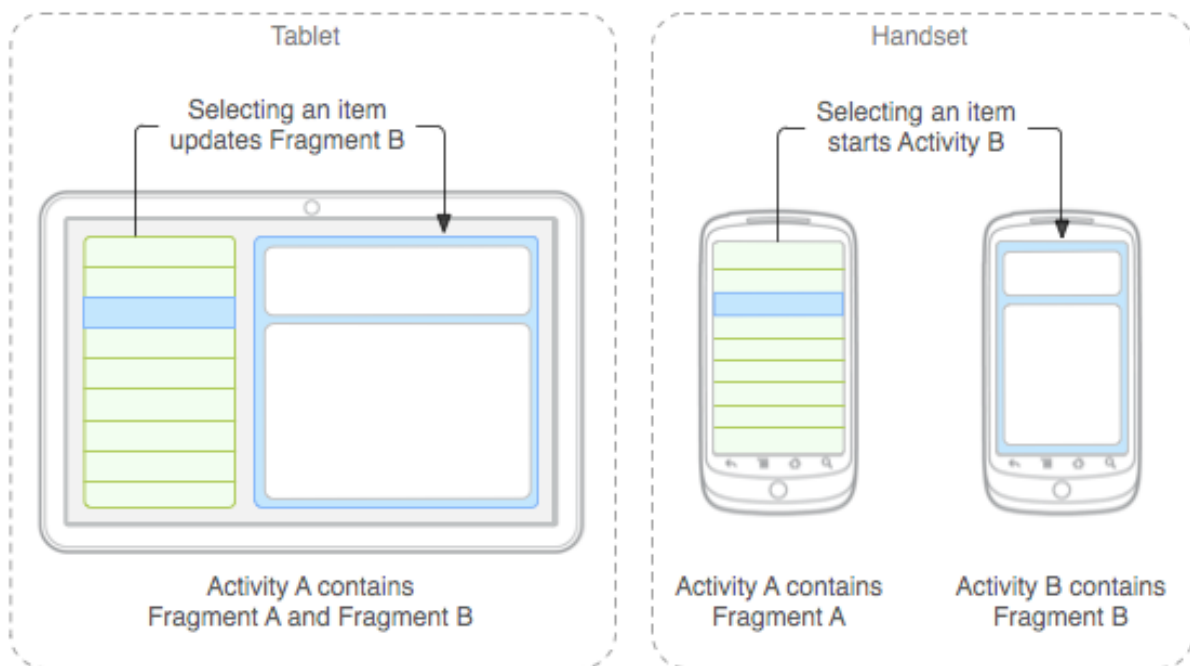 Tablet
Selecting an item
updates Fragment B
Activity A contains
Fragment A and Fragment B
Handset
Selecting an item
starts Activity B
Activity A contains
Fragment A
Activity B contains
Fragment B